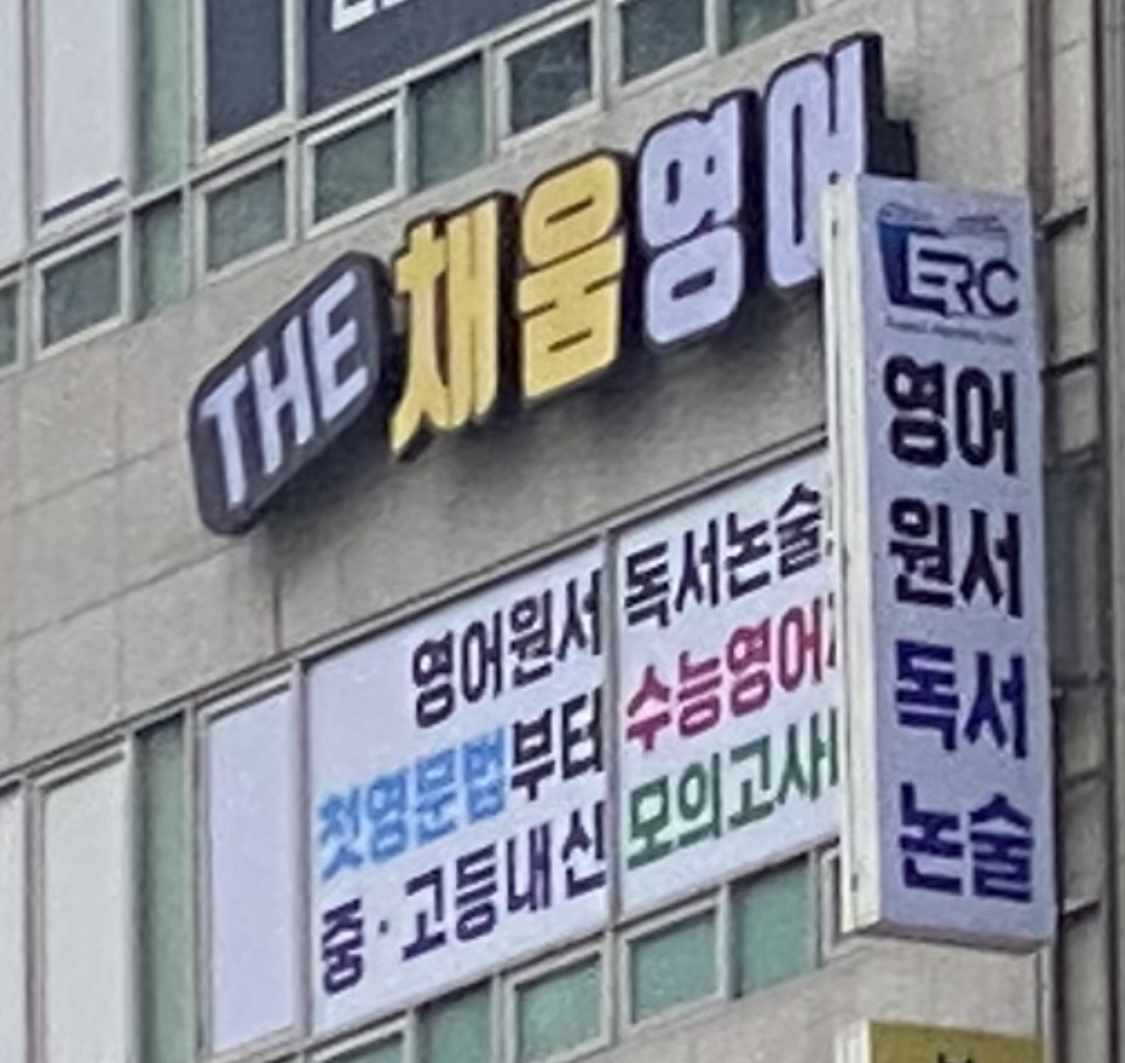 THE 채움영어
영어원서 독서논술
첫영문법부터 수능영어
중·고등내신 모의고사
ERC
영어
원서
독서
논술